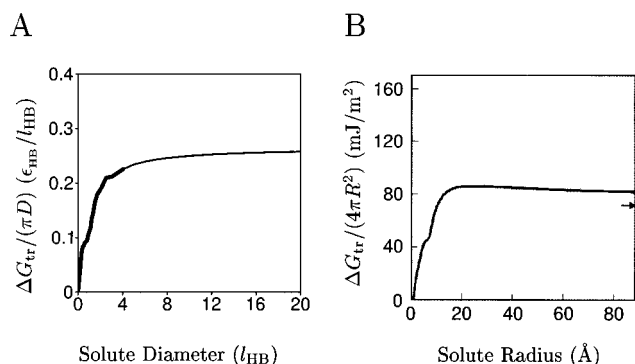 A
ΔG_tr/(πD) (ϵ_HB/l_HB)
0.4
0.3
0.2
0.1
0
0 4 8 12 16 20
Solute Diameter (l_HB)
B
ΔG_tr/(4πR²) (mJ/m²)
160
120
80
40
0
0 20 40 60 80
Solute Radius (Å)